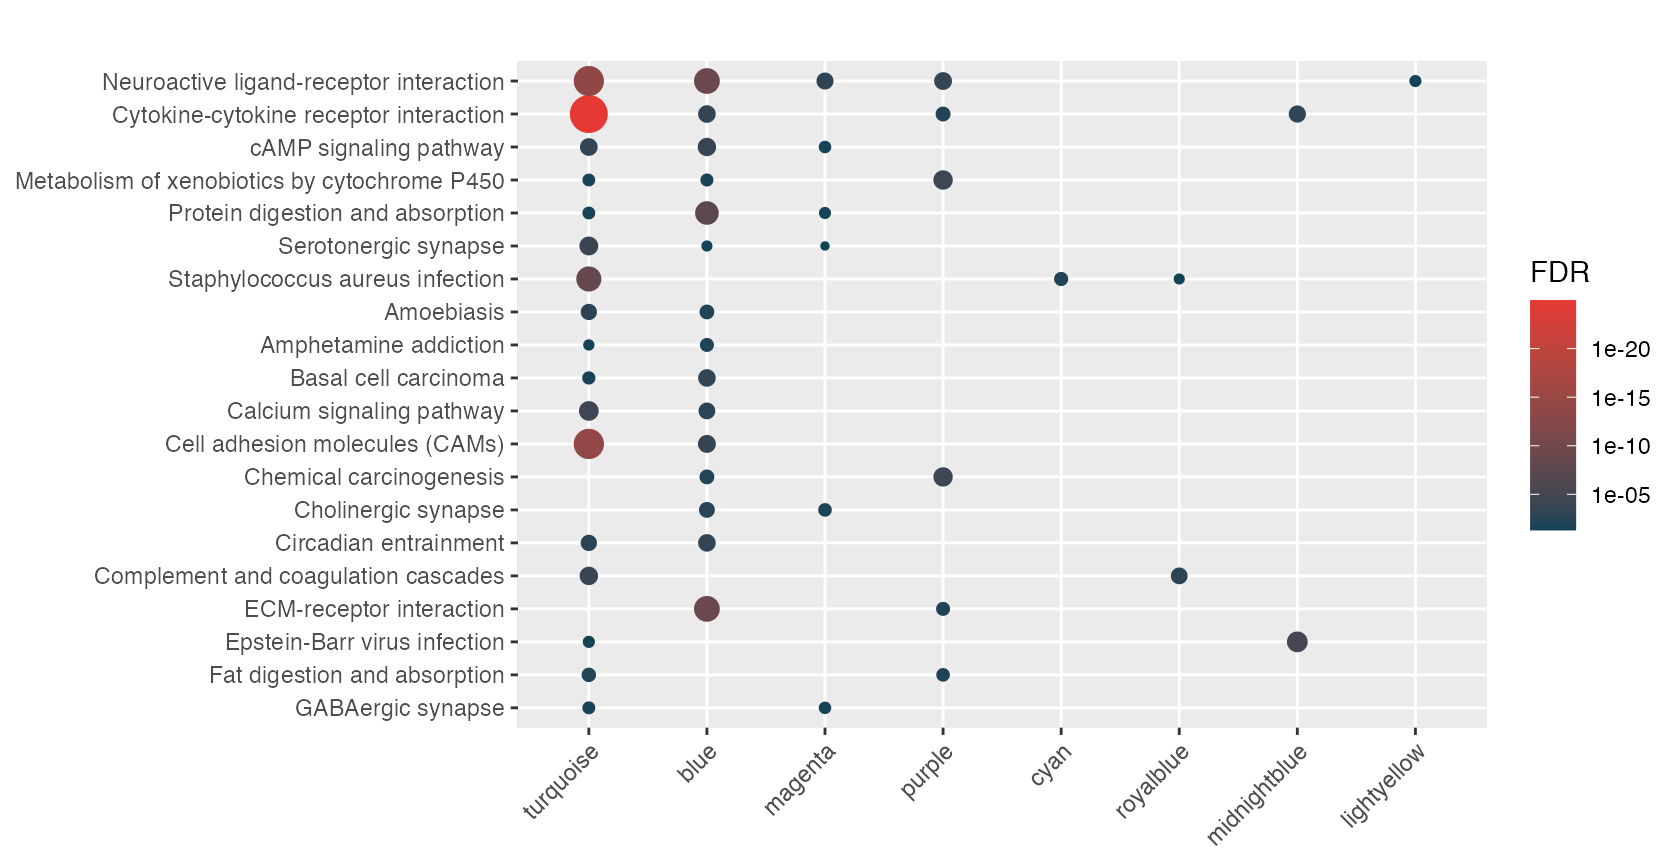 Neuroactive ligand-receptor interaction
Cytokine-cytokine receptor interaction
cAMP signaling pathway
Metabolism of xenobiotics by cytochrome P450
Protein digestion and absorption
Serotonergic synapse
Staphylococcus aureus infection
Amoebiasis
Amphetamine addiction
Basal cell carcinoma
Calcium signaling pathway
Cell adhesion molecules (CAMs)
Chemical carcinogenesis
Cholinergic synapse
Circadian entrainment
Complement and coagulation cascades
ECM-receptor interaction
Epstein-Barr virus infection
Fat digestion and absorption
GABAergic synapse
turquoise
blue
magenta
purple
cyan
royalblue
midnightblue
lightyellow
FDR
1e-20
1e-15
1e-10
1e-05